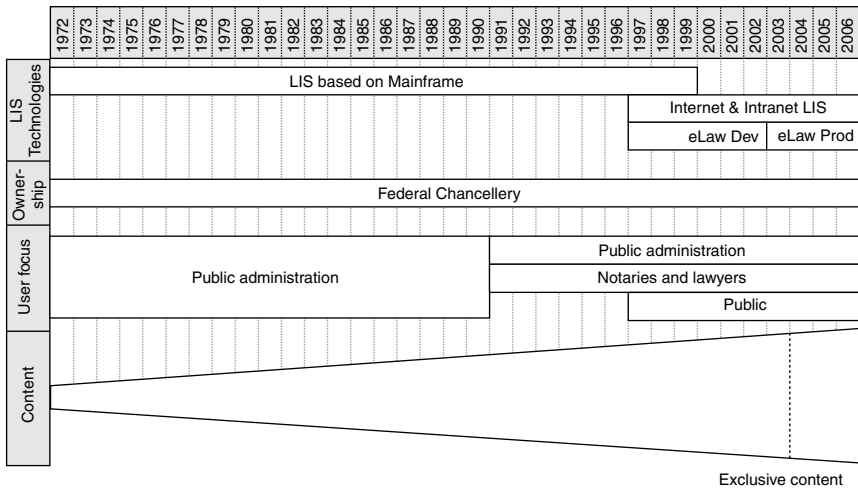 1972 1973 1974 1975 1976 1977 1978 1979 1980 1981 1982 1983 1984 1985 1986 1987 1988 1989 1990 1991 1992 1993 1994 1995 1996 1997 1998 1999 2000 2001 2002 2003 2004 2005 2006
LIS
Technologies
LIS based on Mainframe
Internet & Intranet LIS
eLaw Dev
eLaw Prod
Owner-
ship
Federal Chancellery
User focus
Public administration
Public administration
Notaries and lawyers
Public
Content
Exclusive content